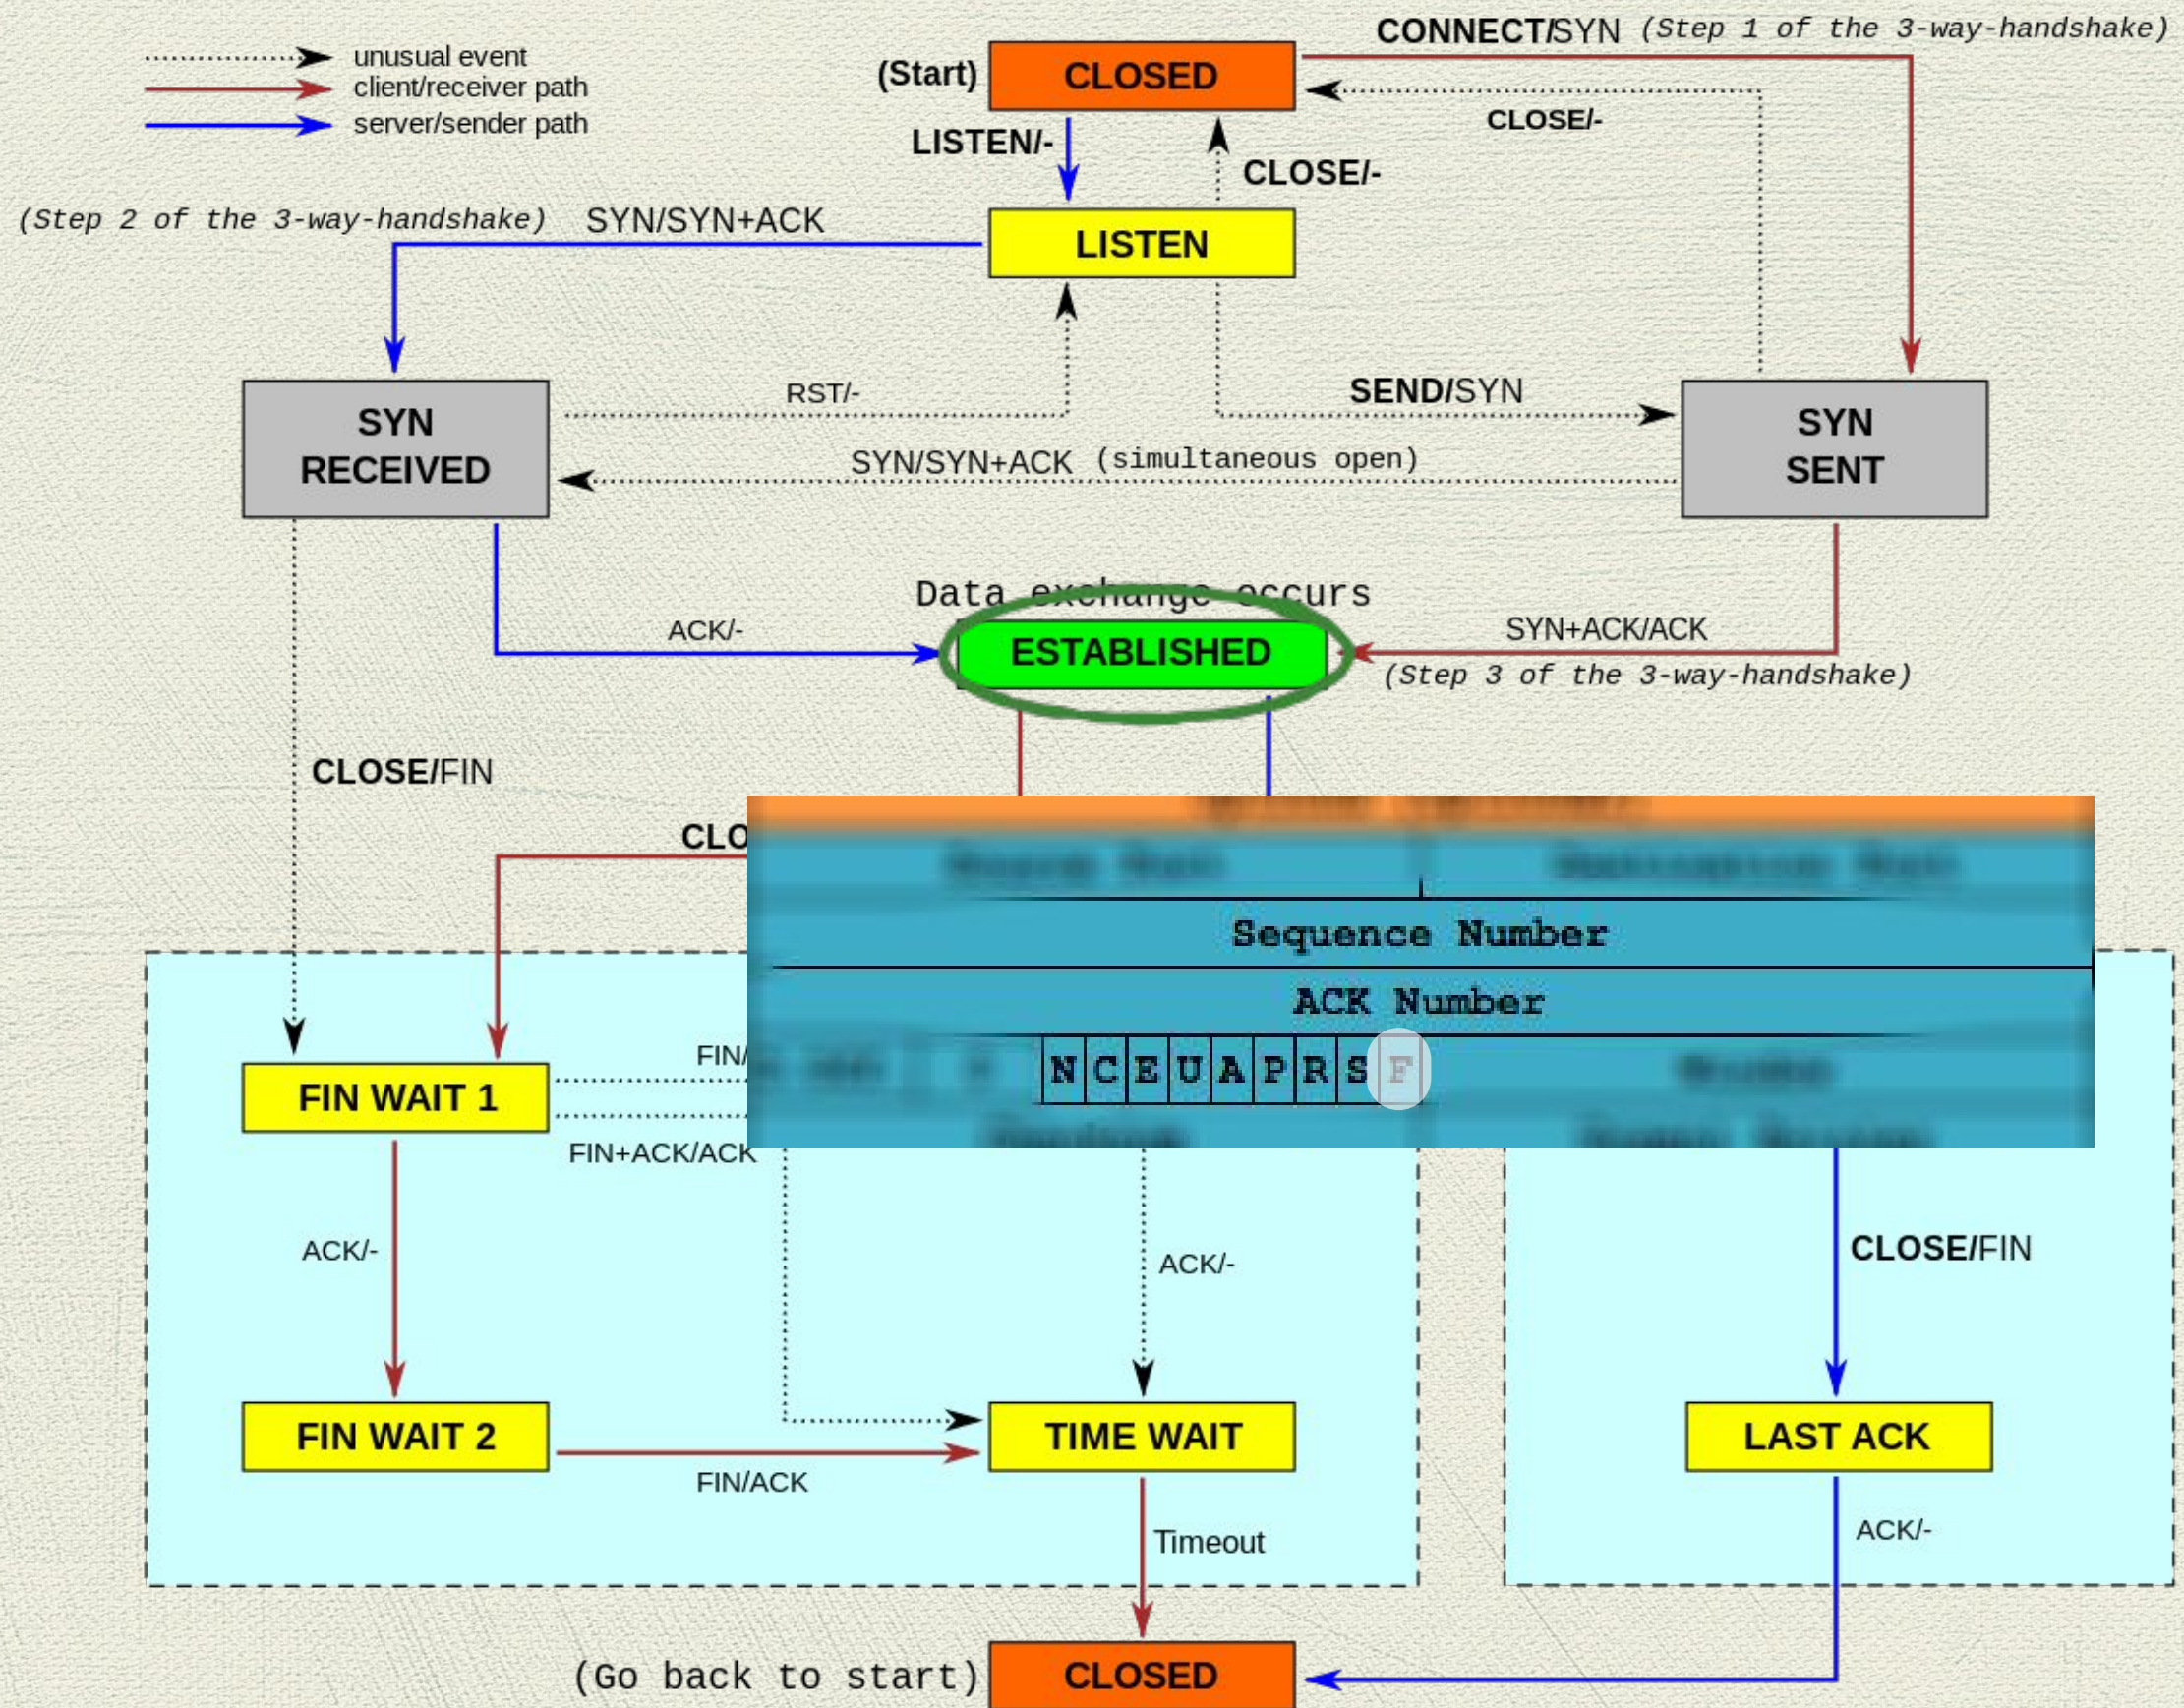 CONNECT/SYN (Step 1 of the 3-way-handshake)
unusual event
client/receiver path
server/sender path
(Start)
CLOSED
CLOSE/-
LISTEN/-
CLOSE/-
(Step 2 of the 3-way-handshake) SYN/SYN+ACK
LISTEN
SYN
RECEIVED
RST/-
SEND/SYN
SYN
SENT
SYN/SYN+ACK (simultaneous open)
Data exchange occurs
ACK/-
ESTABLISHED
SYN+ACK/ACK
(Step 3 of the 3-way-handshake)
CLOSE/FIN
CLO
Sequence Number
ACK Number
N C E U A P R S F
FIN/
FIN WAIT 1
FIN+ACK/ACK
ACK/-
ACK/-
CLOSE/FIN
FIN WAIT 2
FIN/ACK
TIME WAIT
LAST ACK
Timeout
ACK/-
(Go back to start)
CLOSED